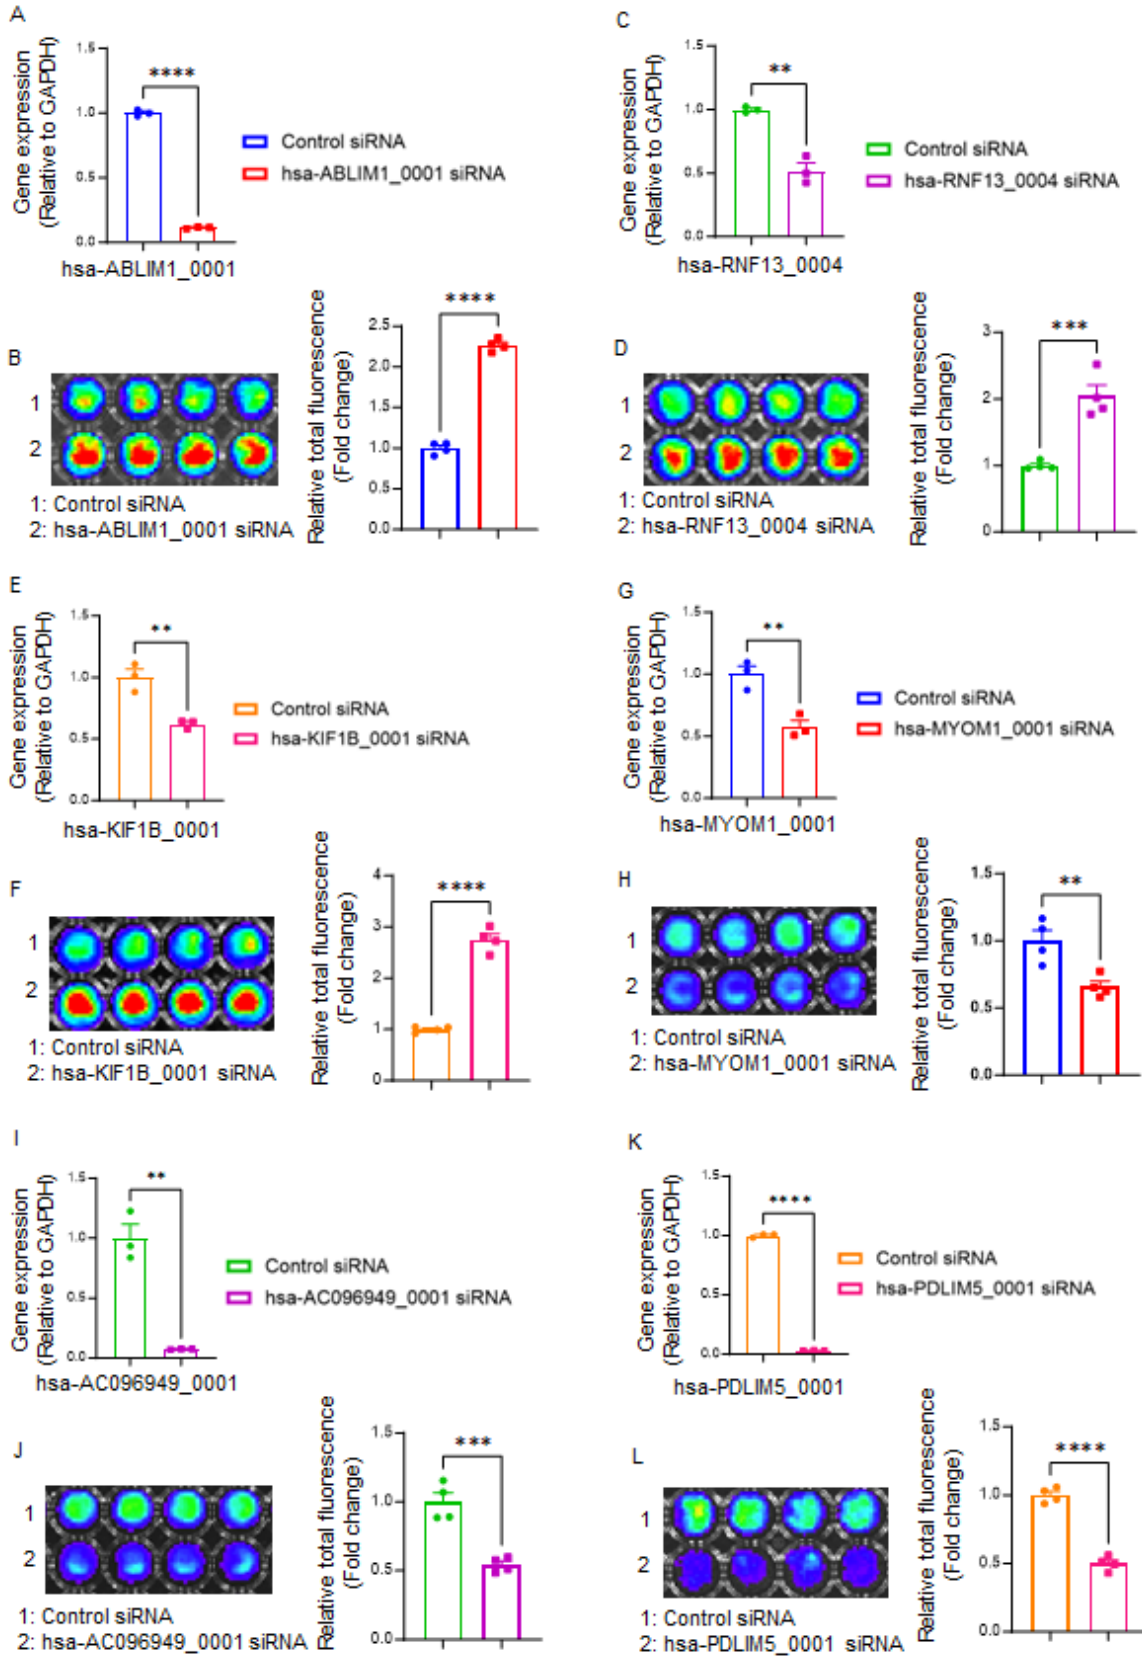 A
Gene expression
(Relative to GAPDH)
1.5
1.0
0.5
0.0
****
hsa-ABLIM1_0001
Control siRNA
hsa-ABLIM1_0001 siRNA
C
Gene expression
(Relative to GAPDH)
1.5
1.0
0.5
0.0
**
hsa-RNF13_0004
Control siRNA
hsa-RNF13_0004 siRNA
B
1
2
1: Control siRNA
2: hsa-ABLIM1_0001 siRNA
Relative total fluorescence
(Fold change)
2.5
2.0
1.5
1.0
0.5
0.0
****
D
1
2
1: Control siRNA
2: hsa-RNF13_0004 siRNA
Relative total fluorescence
(Fold change)
3
2
1
0
***
E
Gene expression
(Relative to GAPDH)
1.5
1.0
0.5
0.0
**
hsa-KIF1B_0001
Control siRNA
hsa-KIF1B_0001 siRNA
G
Gene expression
(Relative to GAPDH)
1.5
1.0
0.5
0.0
**
hsa-MYOM1_0001
Control siRNA
hsa-MYOM1_0001 siRNA
F
1
2
1: Control siRNA
2: hsa-KIF1B_0001 siRNA
Relative total fluorescence
(Fold change)
4
3
2
1
0
****
H
1
2
1: Control siRNA
2: hsa-MYOM1_0001 siRNA
Relative total fluorescence
(Fold change)
1.5
1.0
0.5
0.0
**
I
Gene expression
(Relative to GAPDH)
1.5
1.0
0.5
0.0
**
hsa-AC096949_0001
Control siRNA
hsa-AC096949_0001 siRNA
K
Gene expression
(Relative to GAPDH)
1.5
1.0
0.5
0.0
****
hsa-PDLIM5_0001
Control siRNA
hsa-PDLIM5_0001 siRNA
J
1
2
1: Control siRNA
2: hsa-AC096949_0001 siRNA
Relative total fluorescence
(Fold change)
1.5
1.0
0.5
0.0
***
L
1
2
1: Control siRNA
2: hsa-PDLIM5_0001 siRNA
Relative total fluorescence
(Fold change)
1.5
1.0
0.5
0.0
****